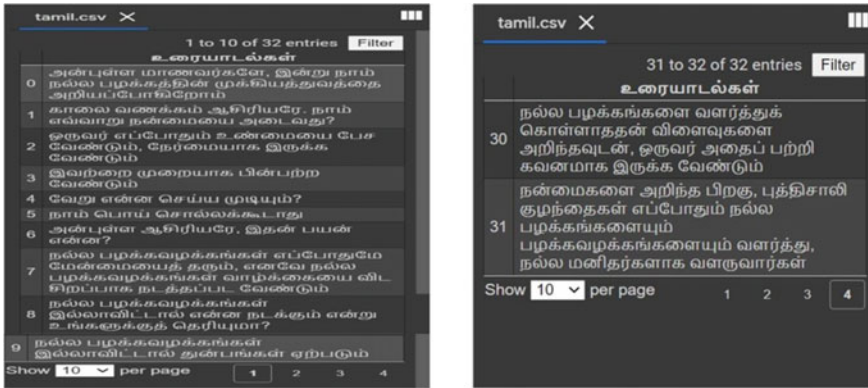 tamil.csv
1 to 10 of 32 entries Filter
உரையாடல்கள்
0 அன்புள்ள மாணவர்களே, இன்று நாம்
நல்ல பழக்கத்தின் முக்கியத்துவத்தை
அறியப்போகிறோம்
1 காலை வணக்கம் ஆசிரியரே. நாம்
எவ்வாறு நன்மையை அடைவது?
2 ஒருவர் எப்போதும் உண்மையை பேச
வேண்டும், நேர்மையாக இருக்க
வேண்டும்
3 இவற்றை முறையாக பின்பற்ற
வேண்டும்
4 வேறு என்ன செய்ய முடியும்?
5 நாம் பொய் சொல்லக்கூடாது
6 அன்புள்ள ஆசிரியரே, இதன் பயன்
என்ன?
7 நல்ல பழக்கவழக்கங்கள் எப்போதுமே
மேன்மையைத் தரும், எனவே நல்ல
பழக்கவழக்கங்கள் வாழ்க்கையை விட
சிறப்பாக நடத்தப்பட வேண்டும்
8 நல்ல பழக்கவழக்கங்கள்
இல்லாவிட்டால் என்ன நடக்கும் என்று
உங்களுக்குத் தெரியுமா?
9 நல்ல பழக்கவழக்கங்கள்
இல்லாவிட்டால் துன்பங்கள் ஏற்படும்
Show 10 per page 1 2 3 4
tamil.csv
31 to 32 of 32 entries Filter
உரையாடல்கள்
30 நல்ல பழக்கங்களை வளர்த்துக்
கொள்ளாததன் விளைவுகளை
அறிந்தவுடன், ஒருவர் அதைப் பற்றி
கவனமாக இருக்க வேண்டும்
31 நன்மைகளை அறிந்த பிறகு, புத்திசாலி
குழந்தைகள் எப்போதும் நல்ல
பழக்கங்களையும்
பழக்கவழக்கங்களையும் வளர்த்து,
நல்ல மனிதர்களாக வளருவார்கள்
Show 10 per page 1 2 3 4